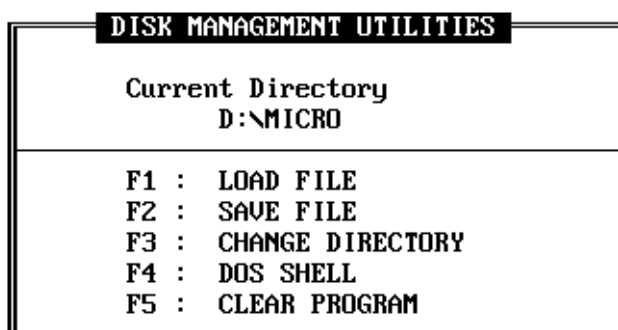 DISK MANAGEMENT UTILITIES
Current Directory
D:\MICRO
F1 : LOAD FILE
F2 : SAVE FILE
F3 : CHANGE DIRECTORY
F4 : DOS SHELL
F5 : CLEAR PROGRAM